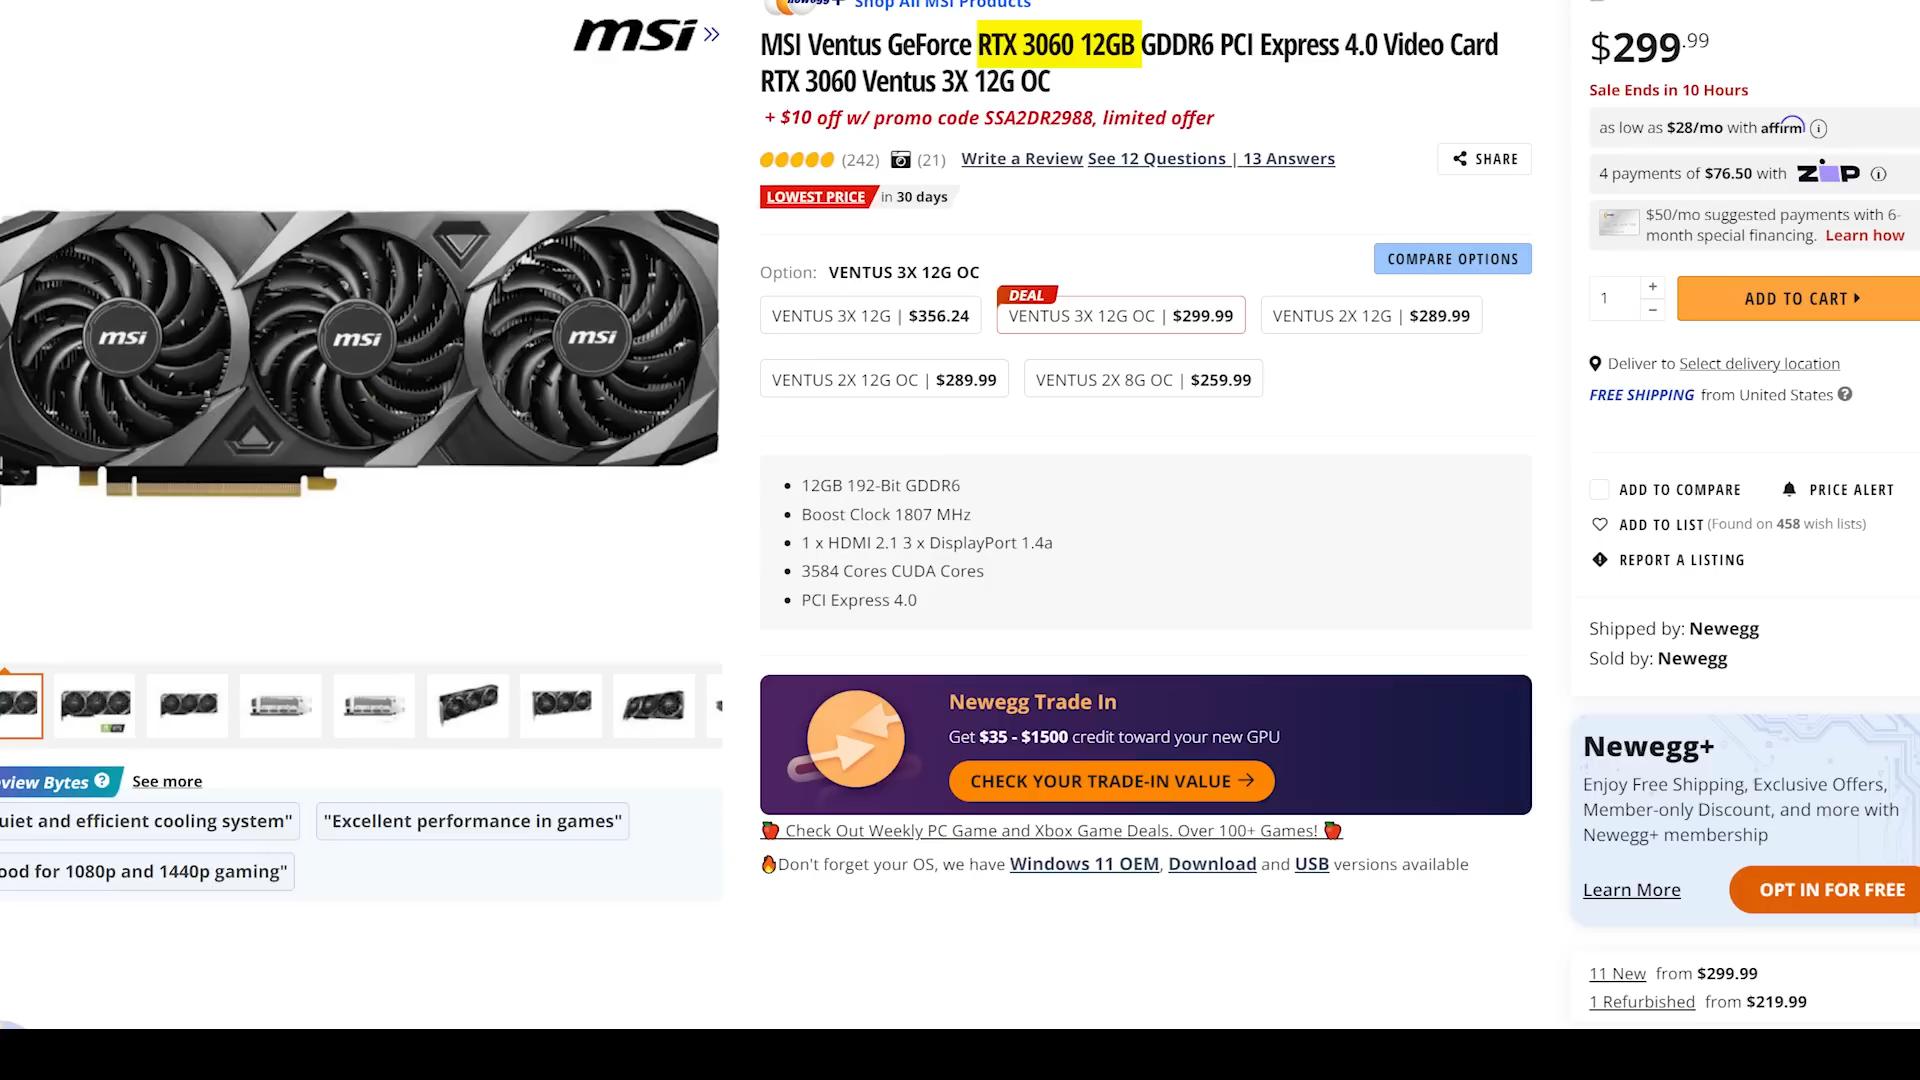 msi
Shop All MSI Products
MSI Ventus GeForce RTX 3060 12GB GDDR6 PCI Express 4.0 Video Card
RTX 3060 Ventus 3X 12G OC
+ $10 off w/ promo code SSA2DR2988, limited offer
(242) (21) Write a Review See 12 Questions | 13 Answers
SHARE
LOWEST PRICE in 30 days
Option: VENTUS 3X 12G OC
COMPARE OPTIONS
DEAL
VENTUS 3X 12G | $356.24
VENTUS 3X 12G OC | $299.99
VENTUS 2X 12G | $289.99
VENTUS 2X 12G OC | $289.99
VENTUS 2X 8G OC | $259.99
msi
msi
msi
12GB 192-Bit GDDR6
Boost Clock 1807 MHz
1 x HDMI 2.1 3 x DisplayPort 1.4a
3584 Cores CUDA Cores
PCI Express 4.0
Newegg Trade In
Get $35 - $1500 credit toward your new GPU
CHECK YOUR TRADE-IN VALUE
Check Out Weekly PC Game and Xbox Game Deals. Over 100+ Games!
Don't forget your OS, we have Windows 11 OEM, Download and USB versions available
view Bytes ? See more
uiet and efficient cooling system"
"Excellent performance in games"
ood for 1080p and 1440p gaming"
$299.99
Sale Ends in 10 Hours
as low as $28/mo with affirm
4 payments of $76.50 with ZIP
$50/mo suggested payments with 6-
month special financing. Learn how
1 + -
ADD TO CART
Deliver to Select delivery location
FREE SHIPPING from United States ?
ADD TO COMPARE
PRICE ALERT
ADD TO LIST (Found on 458 wish lists)
REPORT A LISTING
Shipped by: Newegg
Sold by: Newegg
Newegg+
Enjoy Free Shipping, Exclusive Offers,
Member-only Discount, and more with
Newegg+ membership
Learn More
OPT IN FOR FREE
11 New from $299.99
1 Refurbished from $219.99